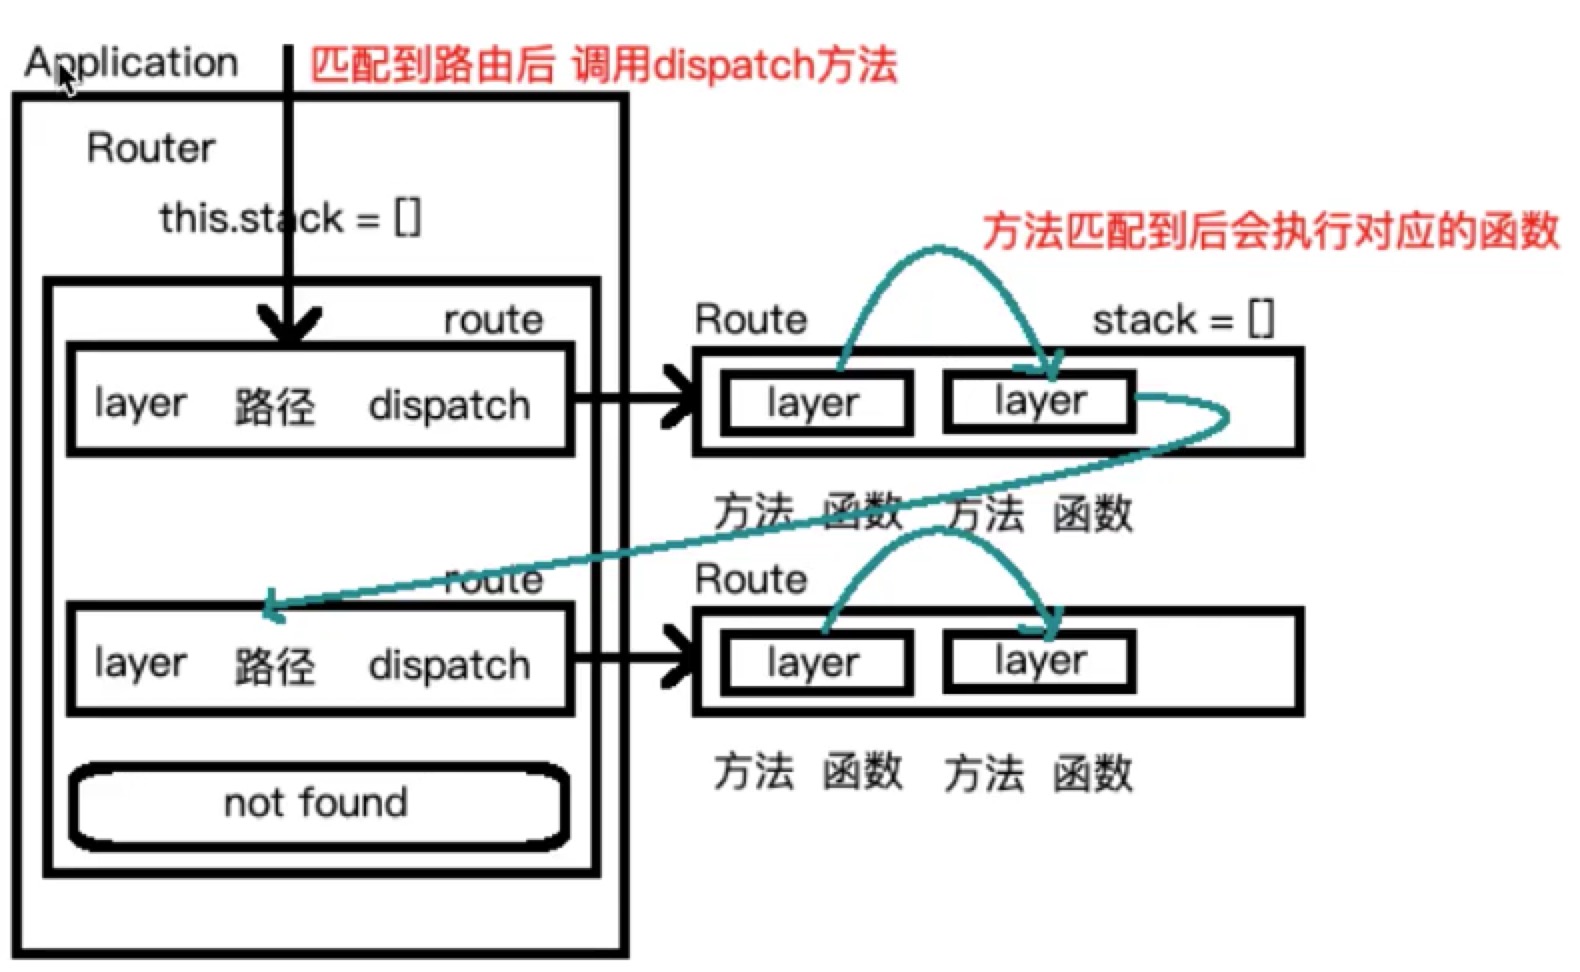 Application
匹配到路由后 调用dispatch方法
Router
this.stack = []
方法匹配到后会执行对应的函数
route
Route
stack = []
layer 路径 dispatch
layer
layer
方法 函数 方法 函数
route
Route
layer 路径 dispatch
layer
layer
方法 函数 方法 函数
not found